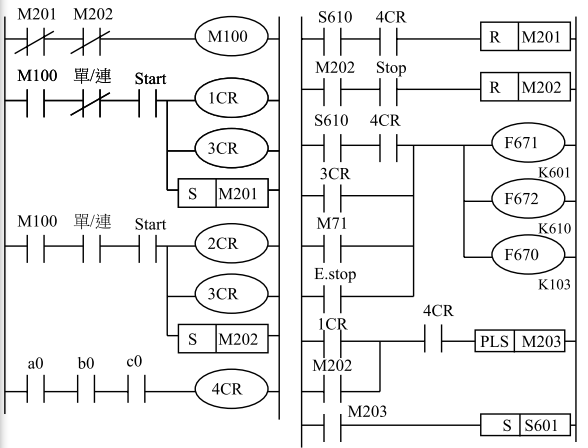 M201 M202
M100
M100 單/連 Start
1CR
3CR
S M201
M100 單/連 Start
2CR
3CR
S M202
a0 b0 c0
4CR
S610 4CR
R M201
M202 Stop
R M202
S610 4CR
F671
K601
3CR
F672
K610
M71
F670
K103
E.stop
1CR
4CR
PLS M203
M202
M203
S S601